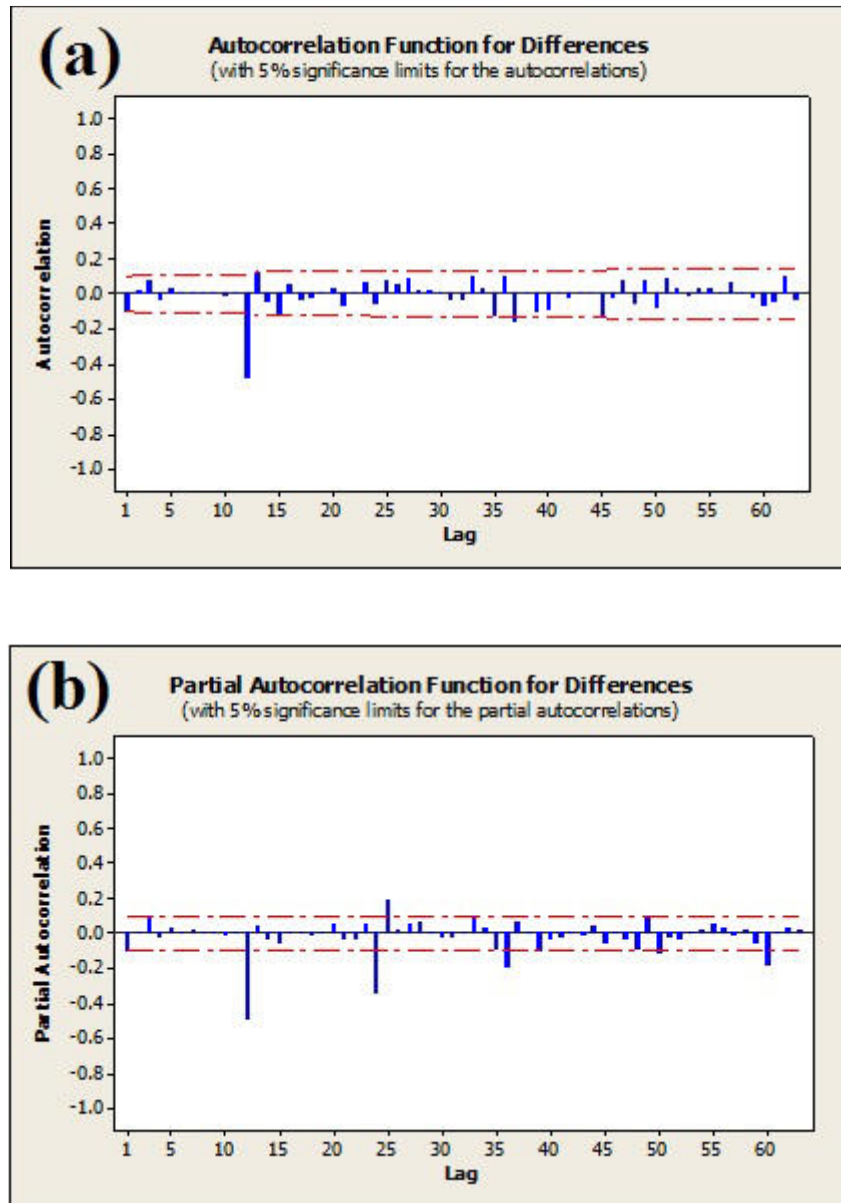 (a)
Autocorrelation Function for Differences
(with 5% significance limits for the autocorrelations)
Autocorrelation
1.0
0.8
0.6
0.4
0.2
0.0
-0.2
-0.4
-0.6
-0.8
-1.0
1 5 10 15 20 25 30 35 40 45 50 55 60
Lag
(b)
Partial Autocorrelation Function for Differences
(with 5% significance limits for the partial autocorrelations)
Partial Autocorrelation
1.0
0.8
0.6
0.4
0.2
0.0
-0.2
-0.4
-0.6
-0.8
-1.0
1 5 10 15 20 25 30 35 40 45 50 55 60
Lag